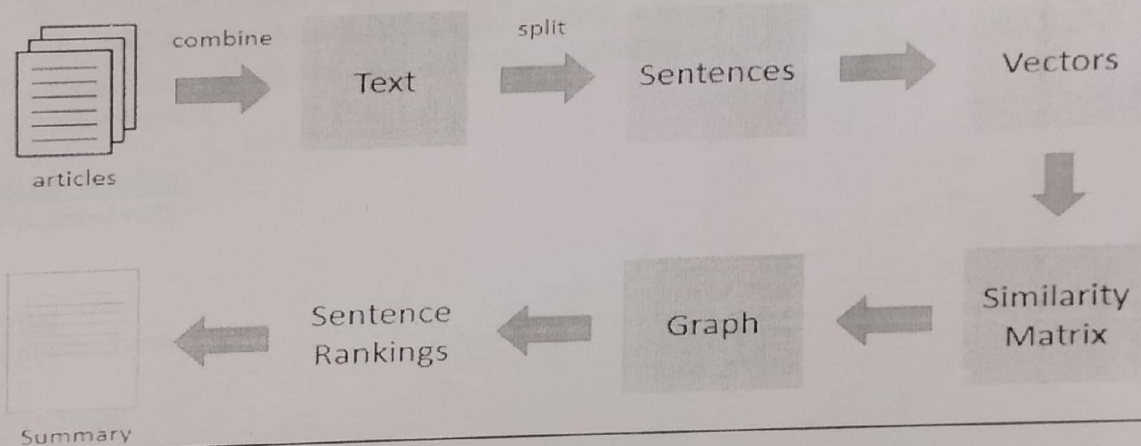 combine
split
Text
Sentences
Vectors
articles
Similarity
Matrix
Graph
Sentence
Rankings
Summary